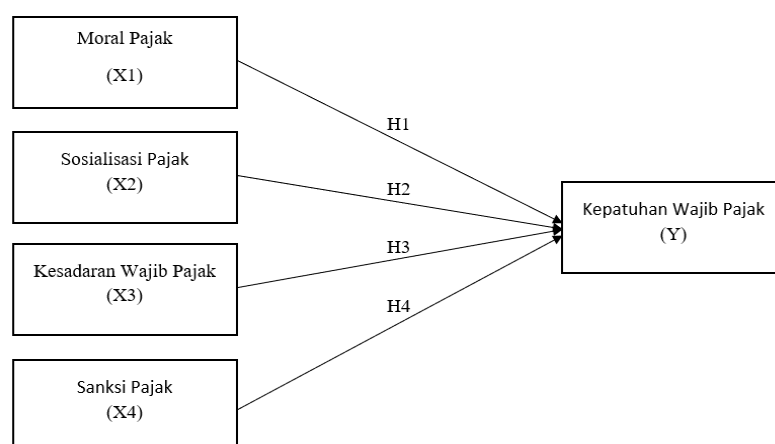 Moral Pajak
(X1)
H1
Sosialisasi Pajak
(X2)
H2
Kepatuhan Wajib Pajak
(Y)
Kesadaran Wajib Pajak
(X3)
H3
H4
Sanksi Pajak
(X4)